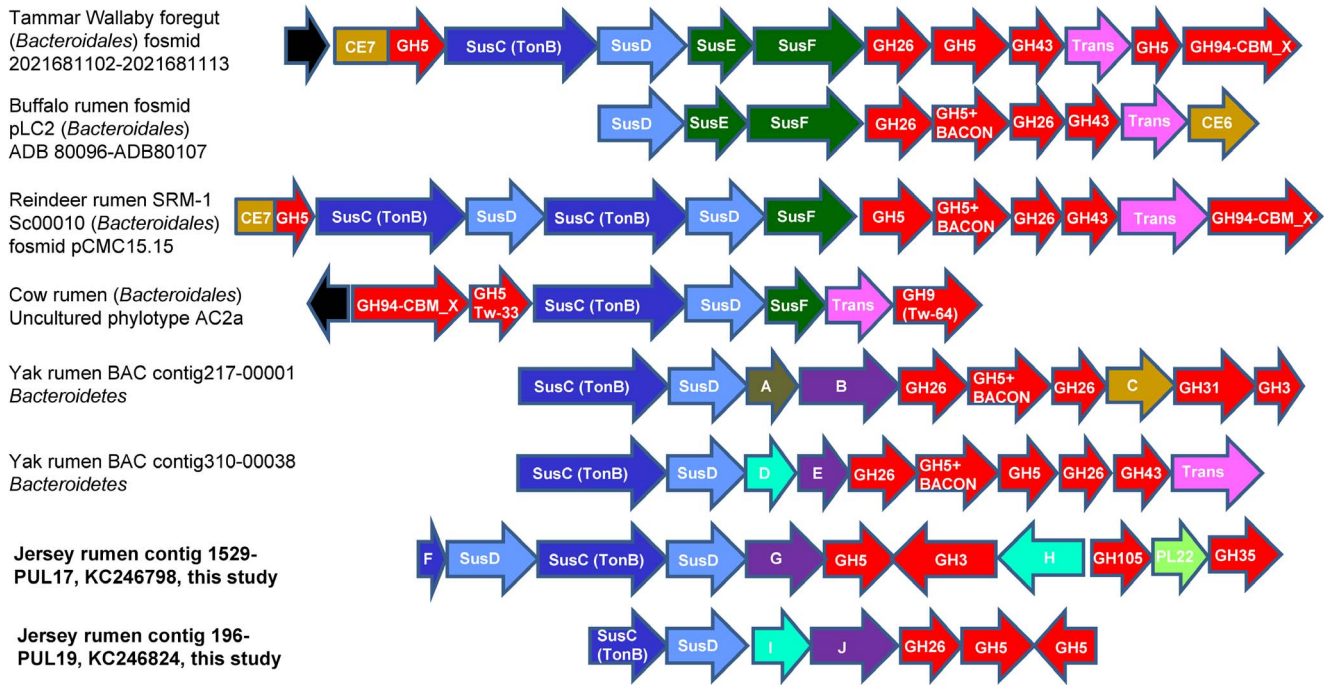 Tammar Wallaby foregut
(Bacteroidales) fosmid
2021681102-2021681113
CE7 GH5 SusC (TonB) SusD SusE SusF GH26 GH5 GH43 Trans GH5 GH94-CBM_X
Buffalo rumen fosmid
pLC2 (Bacteroidales)
ADB 80096-ADB80107
SusD SusE SusF GH26 GH5+
BACON GH26 GH43 Trans CE6
Reindeer rumen SRM-1
Sc00010 (Bacteroidales)
fosmid pCMC15.15
CE7 GH5 SusC (TonB) SusD SusC (TonB) SusD SusF GH5 GH5+
BACON GH26 GH43 Trans GH94-CBM_X
Cow rumen (Bacteroidales)
Uncultured phylotype AC2a
GH94-CBM_X GH5
Tw-33 SusC (TonB) SusD SusF Trans GH9
(Tw-64)
Yak rumen BAC contig217-00001
Bacteroidetes
SusC (TonB) SusD A B GH26 GH5+
BACON GH26 C GH31 GH3
Yak rumen BAC contig310-00038
Bacteroidetes
SusC (TonB) SusD D E GH26 GH5+
BACON GH5 GH26 GH43 Trans
Jersey rumen contig 1529-
PUL17, KC246798, this study
F SusD SusC (TonB) SusD G GH5 GH3 H GH105 PL22 GH35
Jersey rumen contig 196-
PUL19, KC246824, this study
SusC
(TonB) SusD I J GH26 GH5 GH5